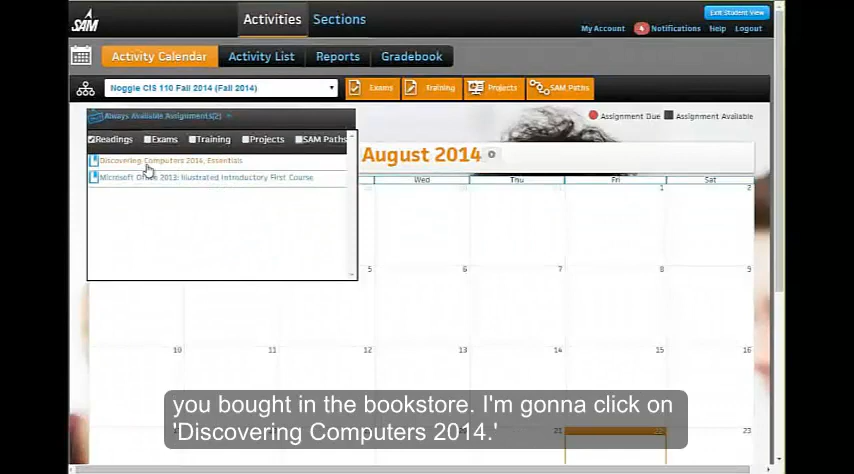 SAM
Activities Sections
Exit Student View
My Account 4 Notifications Help Logout
Activity Calendar Activity List Reports Gradebook
Noggle CIS 110 Fall 2014 (Fall 2014) Exams Training Projects SAM Paths
Always Available Assignments(2)
Assignment Due Assignment Available
Readings Exams Training Projects SAM Paths
August 2014
Discovering Computers 2014, Essentials
Microsoft Office 2013: Illustrated Introductory First Course
Wed Thu Fri Sat
1 2
5 6 7 8 9
10 11 12 13 14 15 16
21 22 23
you bought in the bookstore. I'm gonna click on
'Discovering Computers 2014.'